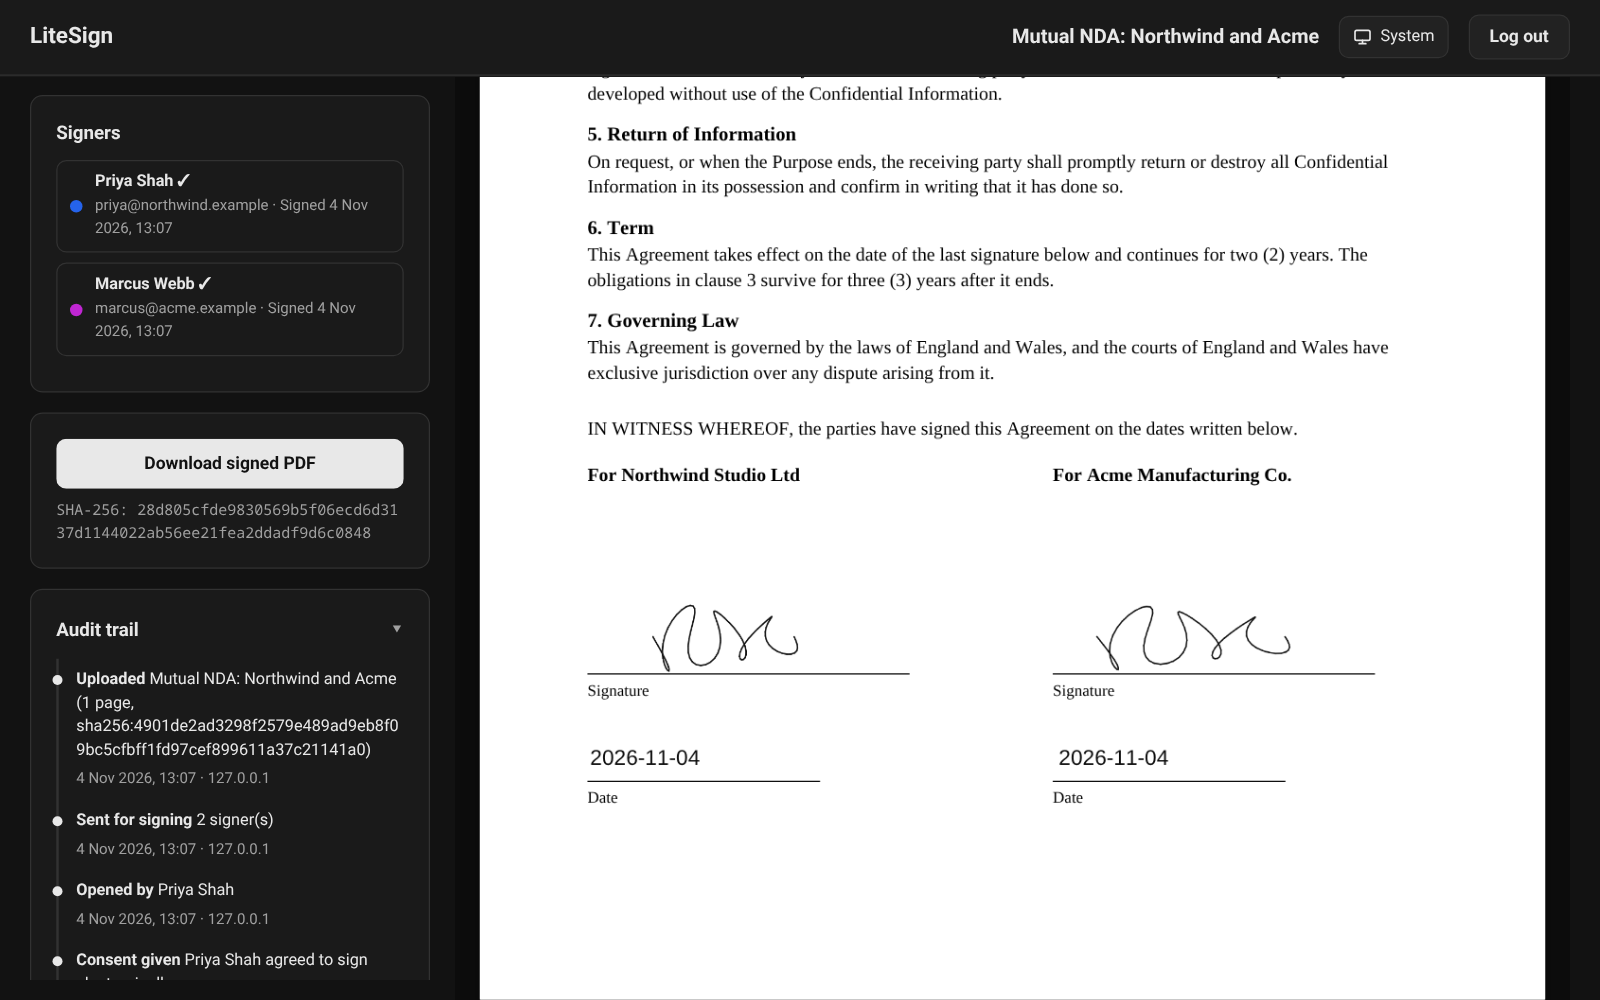 LiteSign
Mutual NDA: Northwind and Acme
System
Log out
Signers
Priya Shah ✓
priya@northwind.example · Signed 4 Nov
2026, 13:07
Marcus Webb ✓
marcus@acme.example · Signed 4 Nov
2026, 13:07
Download signed PDF
SHA-256: 28d805cfde9830569b5f06ecd6d31
37d1144022ab56ee21fea2ddadf9d6c0848
Audit trail
Uploaded Mutual NDA: Northwind and Acme
(1 page,
sha256:4901de2ad3298f2579e489ad9eb8f0
9bc5cfbff1fd97cef899611a37c21141a0)
4 Nov 2026, 13:07 · 127.0.0.1
Sent for signing 2 signer(s)
4 Nov 2026, 13:07 · 127.0.0.1
Opened by Priya Shah
4 Nov 2026, 13:07 · 127.0.0.1
Consent given Priya Shah agreed to sign
developed without use of the Confidential Information.
5. Return of Information
On request, or when the Purpose ends, the receiving party shall promptly return or destroy all Confidential
Information in its possession and confirm in writing that it has done so.
6. Term
This Agreement takes effect on the date of the last signature below and continues for two (2) years. The
obligations in clause 3 survive for three (3) years after it ends.
7. Governing Law
This Agreement is governed by the laws of England and Wales, and the courts of England and Wales have
exclusive jurisdiction over any dispute arising from it.
IN WITNESS WHEREOF, the parties have signed this Agreement on the dates written below.
For Northwind Studio Ltd
For Acme Manufacturing Co.
Signature
Signature
2026-11-04
2026-11-04
Date
Date